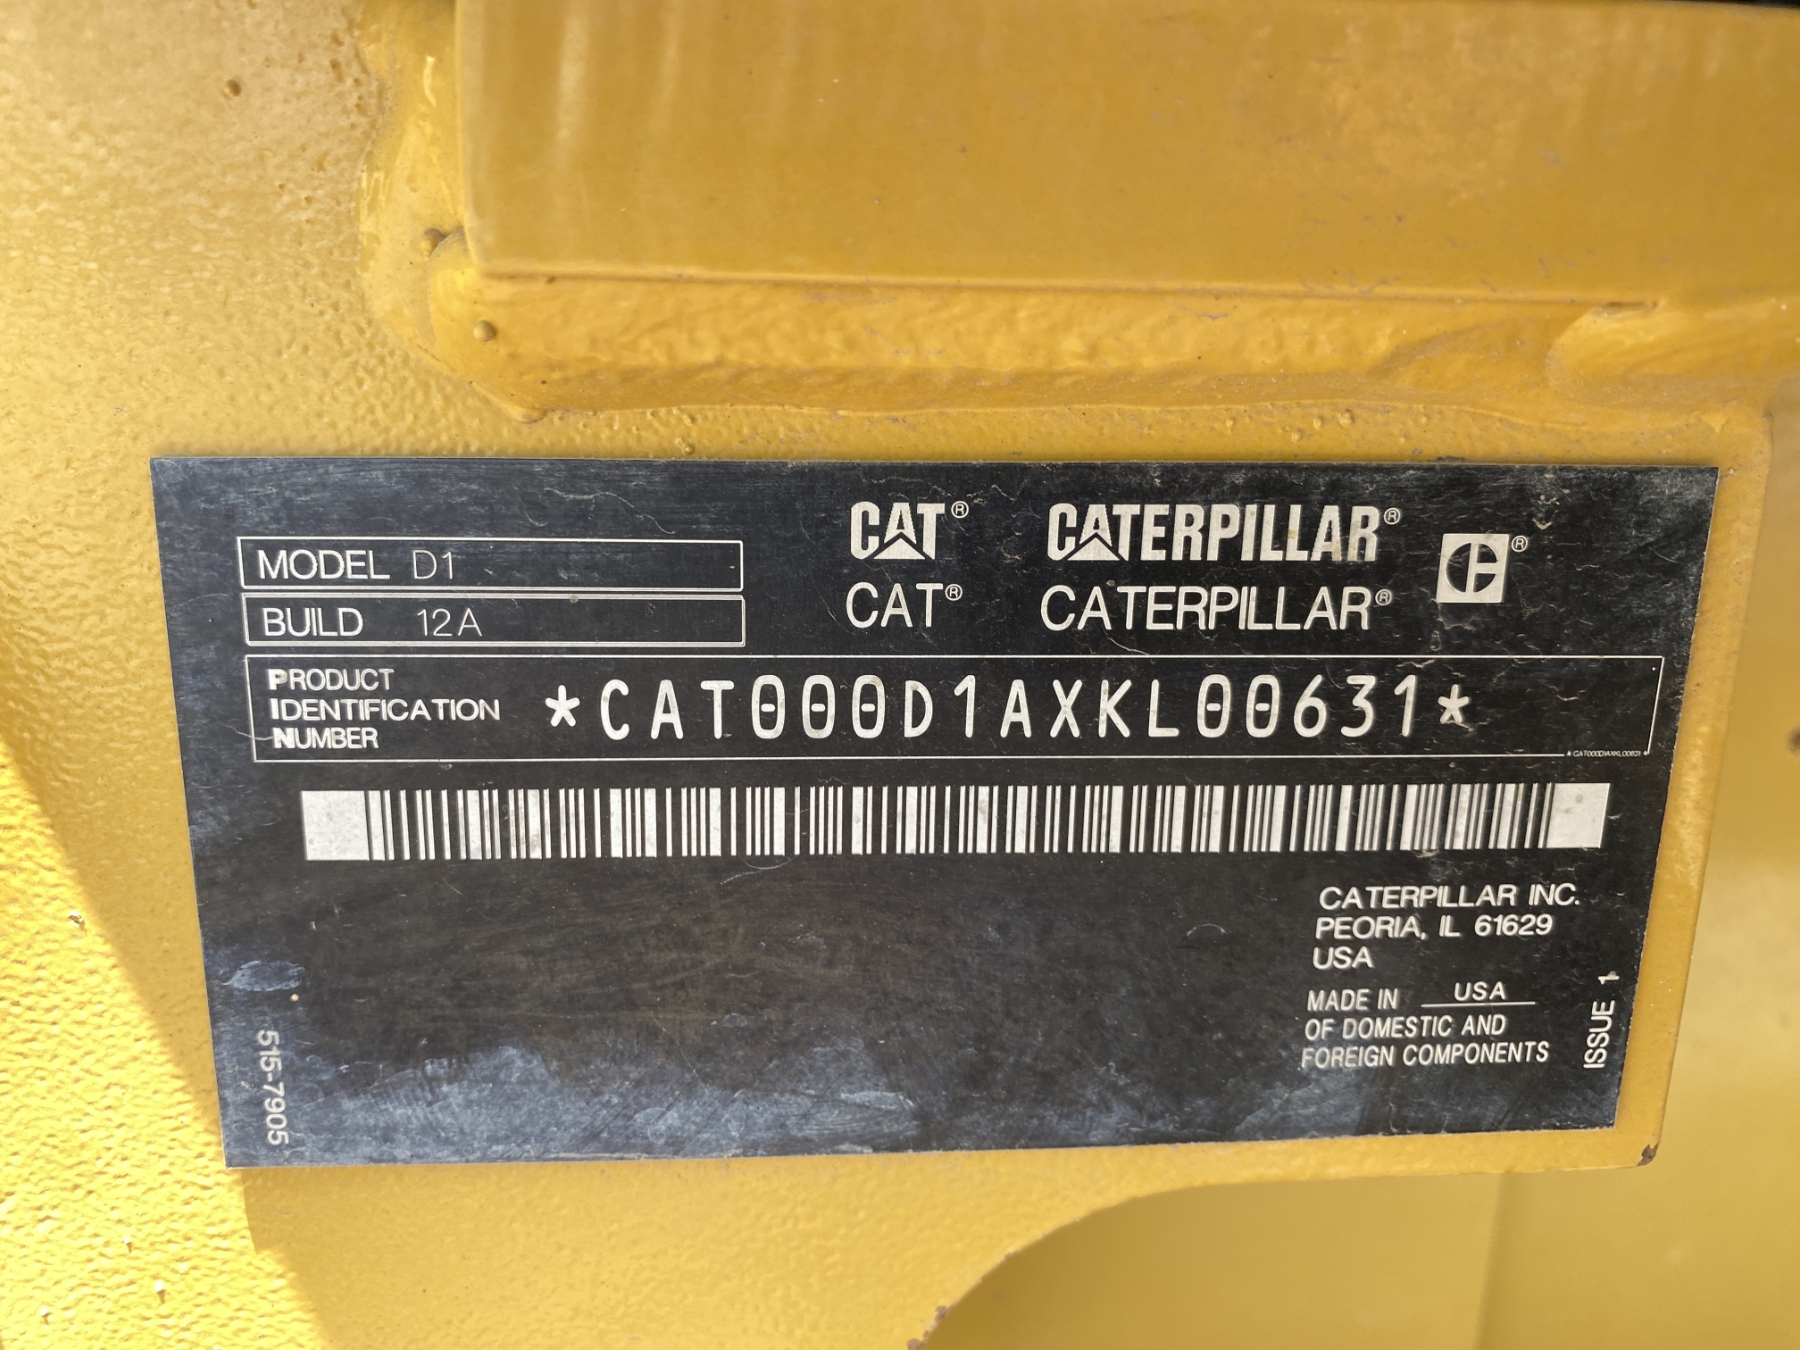 CAT® CATERPILLAR®
CAT® CATERPILLAR®
MODEL D1
BUILD 12A
PRODUCT
IDENTIFICATION
NUMBER
*CAT000D1AXKL00631*
*CAT000D1AXKL00631*
CATERPILLAR INC.
PEORIA, IL 61629
USA
MADE IN USA
OF DOMESTIC AND
FOREIGN COMPONENTS
ISSUE 1
515-7905